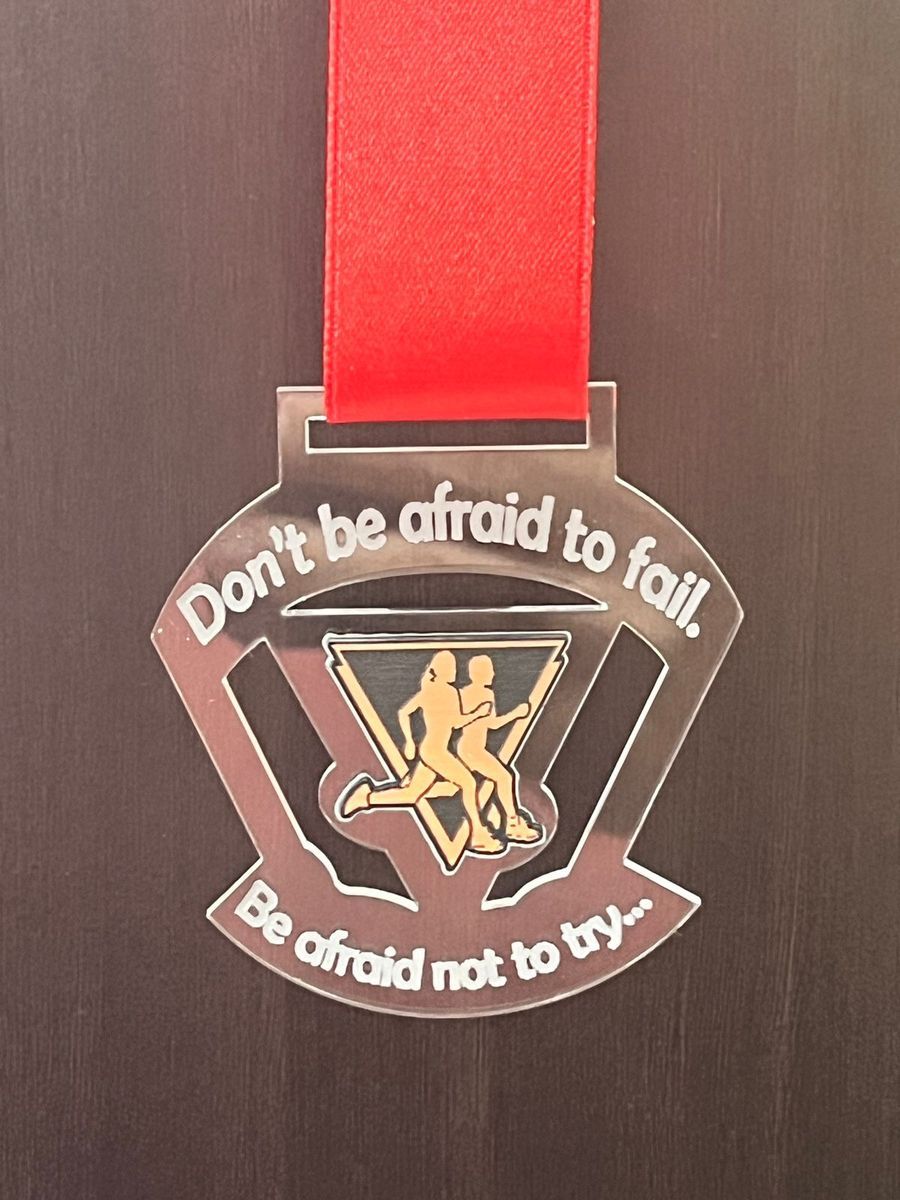 Don't be afraid to fail.
Be afraid not to try...